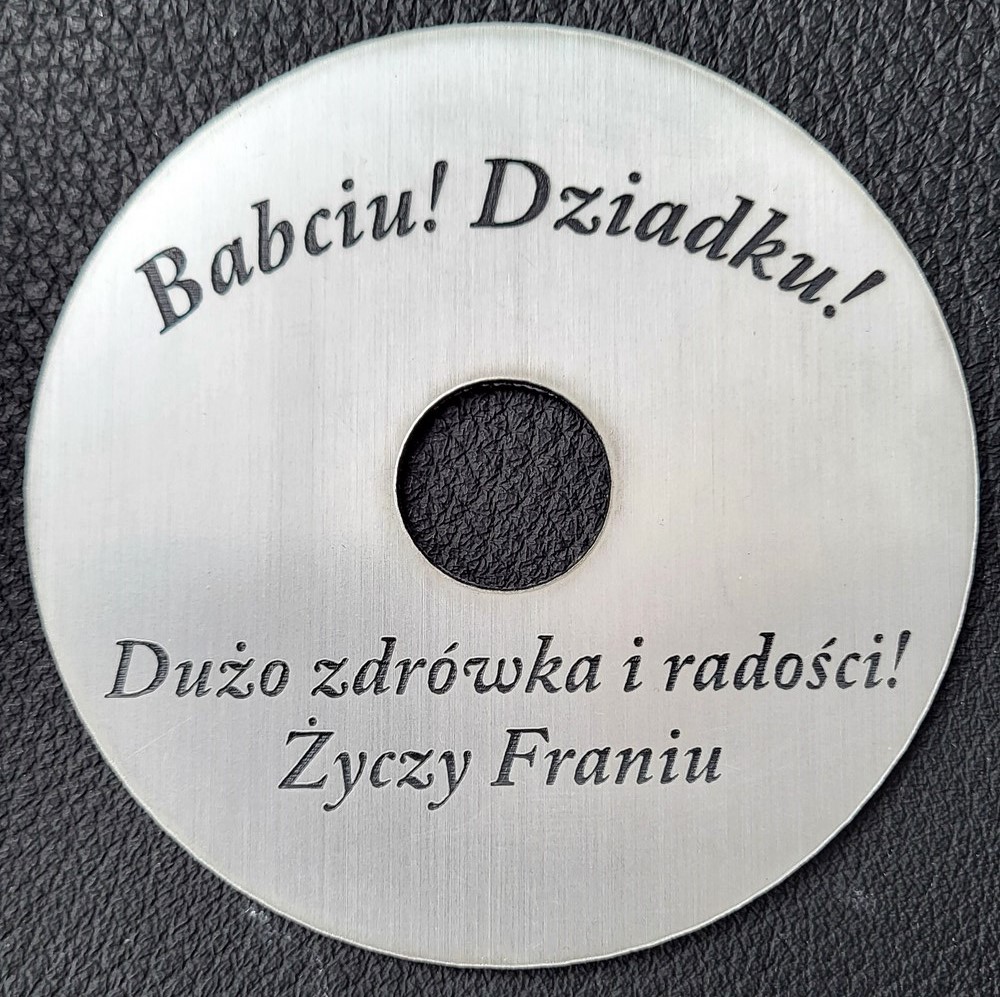 Babciu! Dziadku!
Dużo zdrówka i radości!
Życzy Franiu